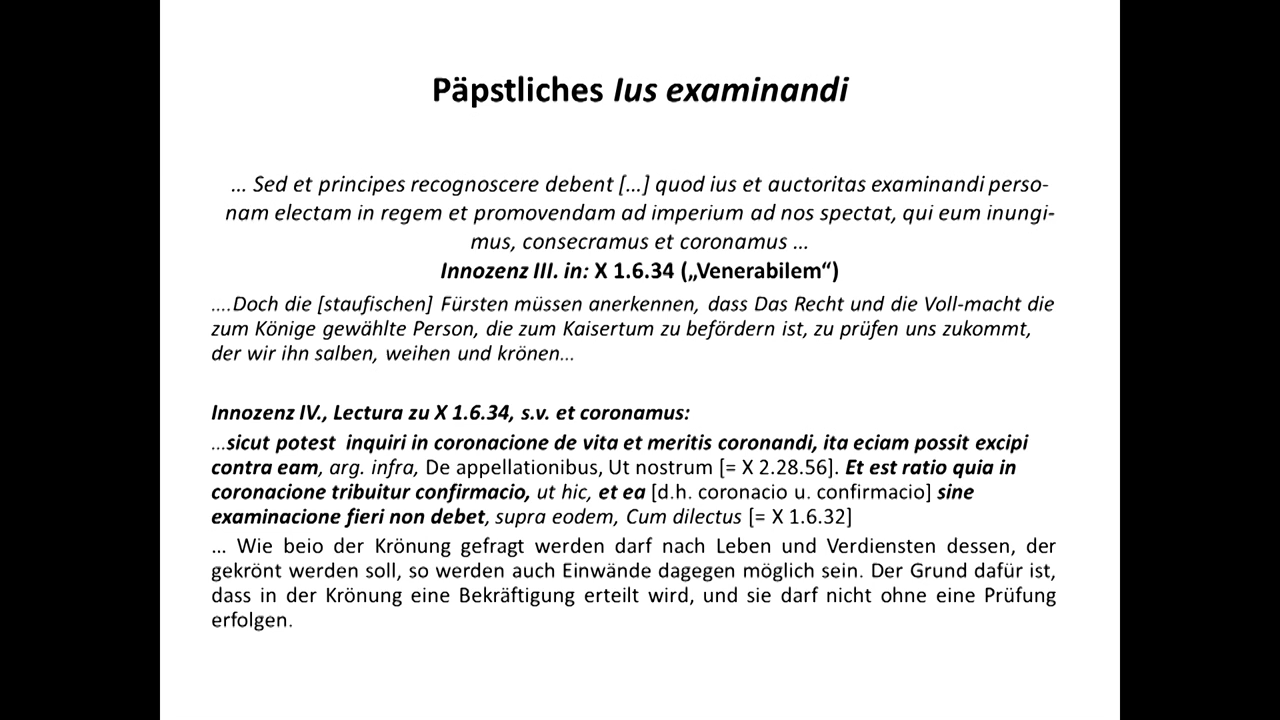 Päpstliches Ius examinandi
... Sed et principes recognoscere debent [...] quod ius et auctoritas examinandi perso-
nam electam in regem et promovendam ad imperium ad nos spectat, qui eum inungi-
mus, consecramus et coronamus ...
Innozenz III. in: X 1.6.34 („Venerabilem“)
....Doch die [staufischen] Fürsten müssen anerkennen, dass Das Recht und die Voll-macht die
zum Könige gewählte Person, die zum Kaisertum zu befördern ist, zu prüfen uns zukommt,
der wir ihn salben, weihen und krönen...
Innozenz IV., Lectura zu X 1.6.34, s.v. et coronamus:
...sicut potest inquiri in coronacione de vita et meritis coronandi, ita eciam possit excipi
contra eam, arg. infra, De appellationibus, Ut nostrum [= X 2.28.56]. Et est ratio quia in
coronacione tribuitur confirmacio, ut hic, et ea [d.h. coronacio u. confirmacio] sine
examinacione fieri non debet, supra eodem, Cum dilectus [= X 1.6.32]
... Wie beio der Krönung gefragt werden darf nach Leben und Verdiensten dessen, der
gekrönt werden soll, so werden auch Einwände dagegen möglich sein. Der Grund dafür ist,
dass in der Krönung eine Bekräftigung erteilt wird, und sie darf nicht ohne eine Prüfung
erfolgen.